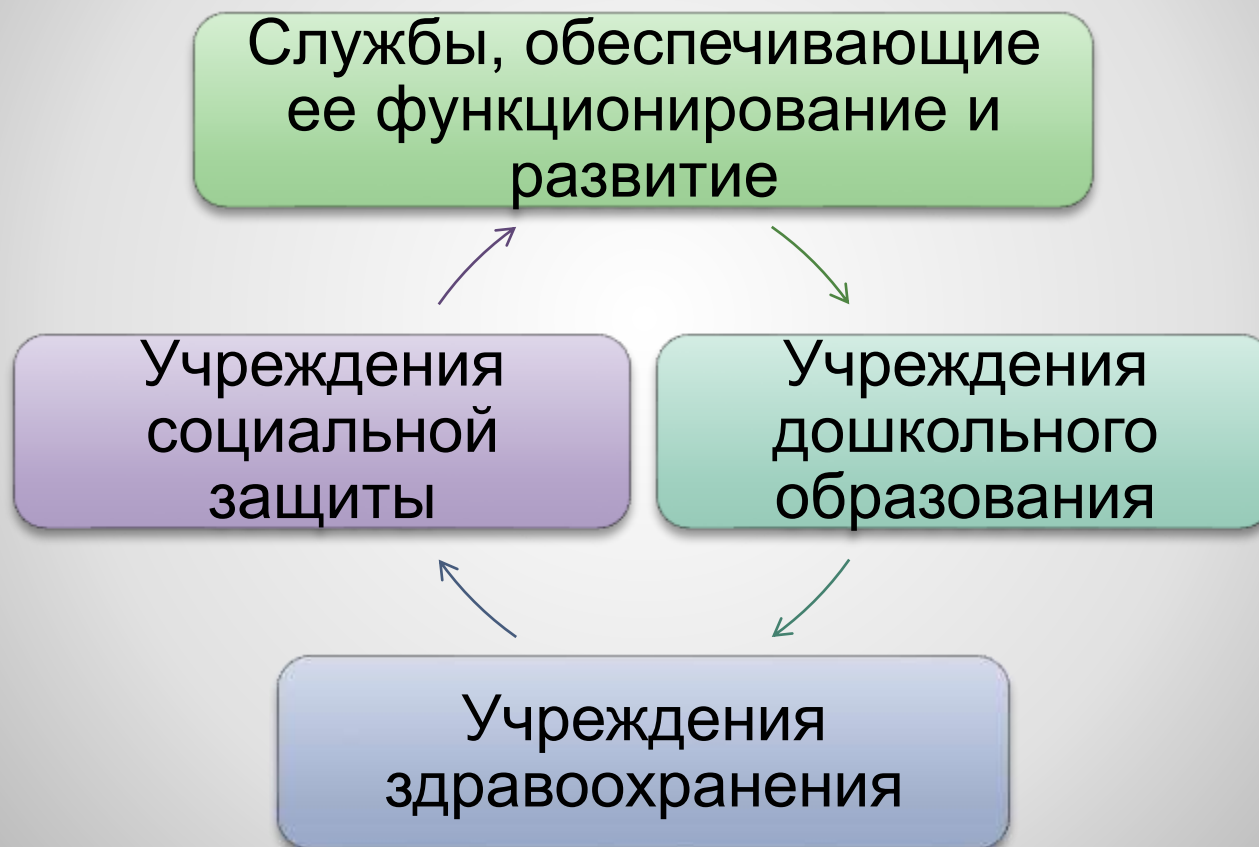 Службы, обеспечивающие
ее функционирование и
развитие
Учреждения
социальной
защиты
Учреждения
дошкольного
образования
Учреждения
здравоохранения